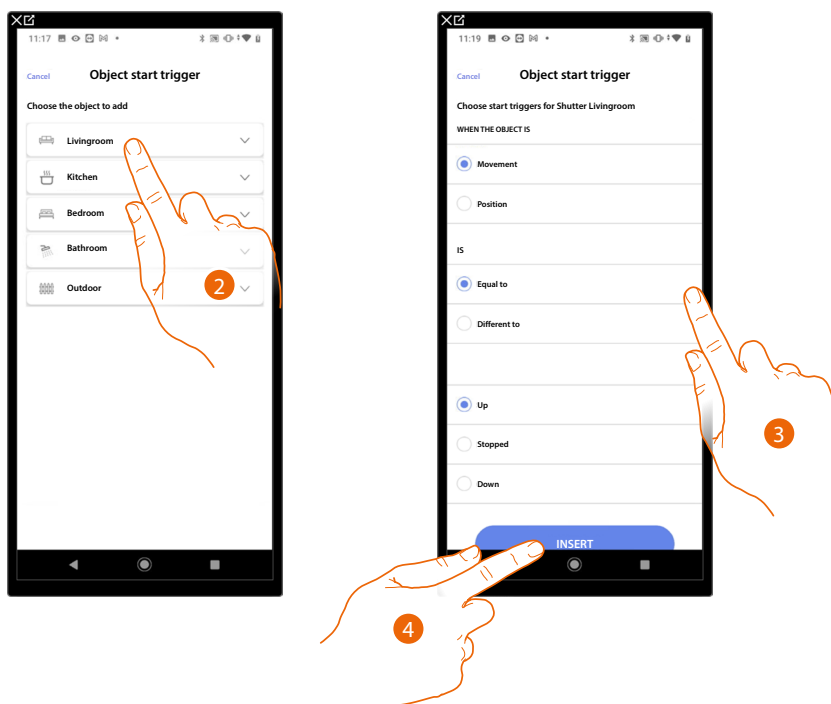 11:17
Cancel Object start trigger
Choose the object to add
Livingroom
Kitchen
Bedroom
Bathroom
Outdoor
2
11:19
Cancel Object start trigger
Choose start triggers for Shutter Livingroom
WHEN THE OBJECT IS
Movement
Position
IS
Equal to
Different to
Up
Stopped
Down
INSERT
3
4